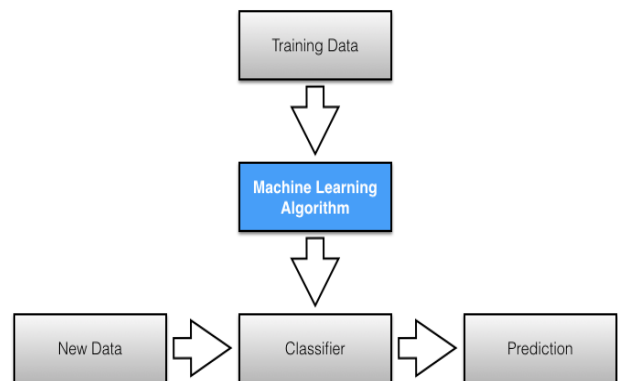 Training Data
Machine Learning
Algorithm
New Data
Classifier
Prediction